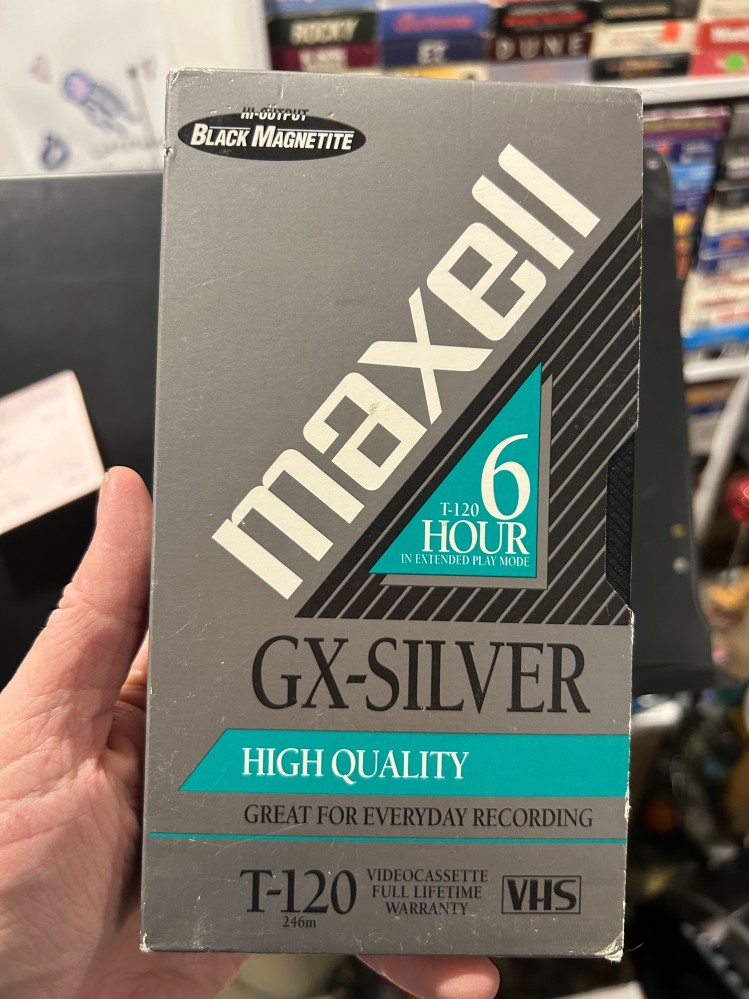 ROCKY
ET
DUNE
HI-OUTPUT
BLACK MAGNETITE
maxell
T-120 6
HOUR
IN EXTENDED PLAY MODE
GX-SILVER
HIGH QUALITY
GREAT FOR EVERYDAY RECORDING
T-120
246m
VIDEOCASSETTE
FULL LIFETIME
WARRANTY
VHS